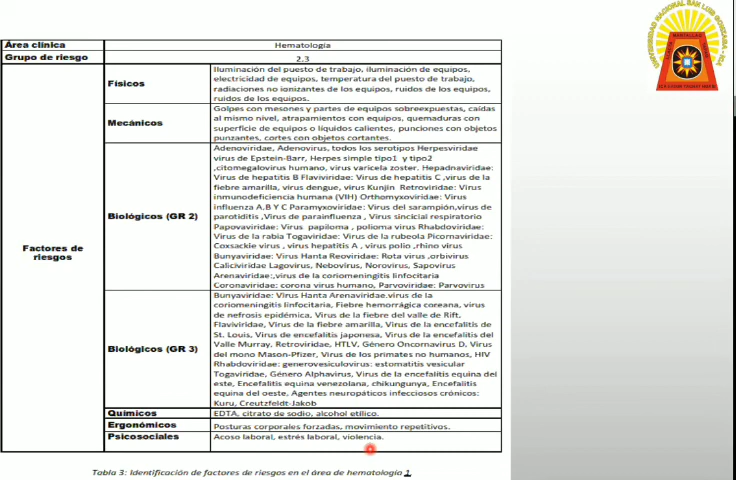 Área clínica Hematología
Grupo de riesgo 2.3
Factores de riesgos
Físicos
Iluminación del puesto de trabajo, iluminación de equipos,
electricidad de equipos, temperatura del puesto de trabajo,
radiaciones no ionizantes de los equipos, ruidos de los equipos,
ruidos de los equipos.
Mecánicos
Golpes con mesones y partes de equipos sobreexpuestas, caídas
al mismo nivel, atrapamientos con equipos, quemaduras con
superficie de equipos o líquidos calientes, punciones con objetos
punzantes, cortes con objetos cortantes.
Biológicos (GR 2)
Adenoviridae, Adenovirus, todos los serotipos Herpesviridae
virus de Epstein-Barr, Herpes simple tipo1 y tipo2
,citomegalovirus humano, virus varicela zoster. Hepadnaviridae:
Virus de hepatitis B Flaviviridae: Virus de hepatitis C ,virus de la
fiebre amarilla, virus dengue, virus Kunjin Retroviridae: Virus
inmunodeficiencia humana (VIH) Orthomyxoviridae: Virus
influenza A,B Y C Paramyxoviridae: Virus del sarampión,virus de
parotiditis ,Virus de parainfluenza , Virus sincicial respiratorio
Papovaviridae: Virus papiloma , polioma virus Rhabdoviridae:
Virus de la rabia Togaviridae: Virus de la rubeola Picornaviridae:
Coxsackie virus , virus hepatitis A , virus polio ,rhino virus
Bunyaviridae: Virus Hanta Reoviridae: Rota virus ,orbivirus
Caliciviridae Lagovirus, Nebovirus, Norovirus, Sapovirus
Arenaviridae:,virus de la coriomeningitis linfocitaria
Coronaviridae: corona virus humano, Parvoviridae: Parvovirus
Biológicos (GR 3)
Bunyaviridae: Virus Hanta Arenaviridae.virus de la
coriomeningitis linfocitaria, Fiebre hemorrágica coreana, virus
de nefrosis epidémica, Virus de la fiebre del valle de Rift,
Flaviviridae, Virus de la fiebre amarilla, Virus de la encefalitis de
St. Louis, Virus de encefalitis japonesa, Virus de la encefalitis del
Valle Murray, Retroviridae, HTLV, Género Oncornavirus D, Virus
del mono Mason-Pfizer, Virus de los primates no humanos, HIV
Rhabdoviridae: generovesiculovirus: estomatitis vesicular
Togaviridae, Género Alphavirus, Virus de la encefalitis equina del
este, Encefalitis equina venezolana, chikungunya, Encefalitis
equina del oeste, Agentes neuropáticos infecciosos crónicos:
Kuru, Creutzfeldt-Jakob
Químicos EDTA, citrato de sodio, alcohol etílico.
Ergonómicos Posturas corporales forzadas, movimiento repetitivos.
Psicosociales Acoso laboral, estrés laboral, violencia.
Tabla 3: Identificación de factores de riesgos en el área de hematología 1.
UNIVERSIDAD NACIONAL SAN LUIS GONZAGA - ICA